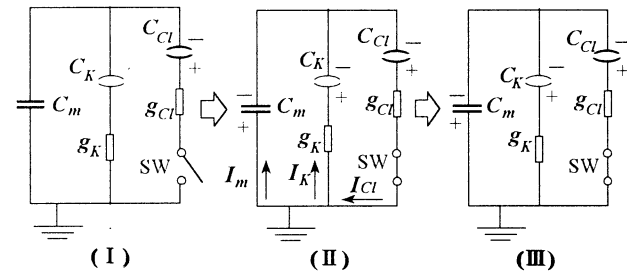 C_Cl −
+
C_K
C_m
g_Cl
g_K
SW
(I)
C_Cl −
+
C_K −
+
− C_m
+
g_Cl
g_K
SW
I_m
I_K
I_Cl
(II)
C_Cl −
+
C_K −
+
− C_m
+
g_Cl
g_K
SW
(III)